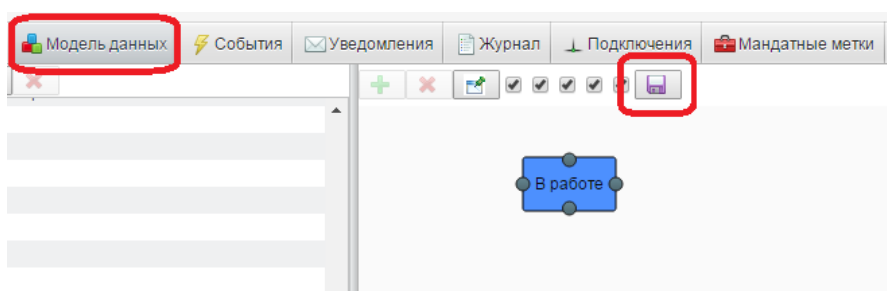 Модель данных События Уведомления Журнал Подключения Мандатные метки
В работе